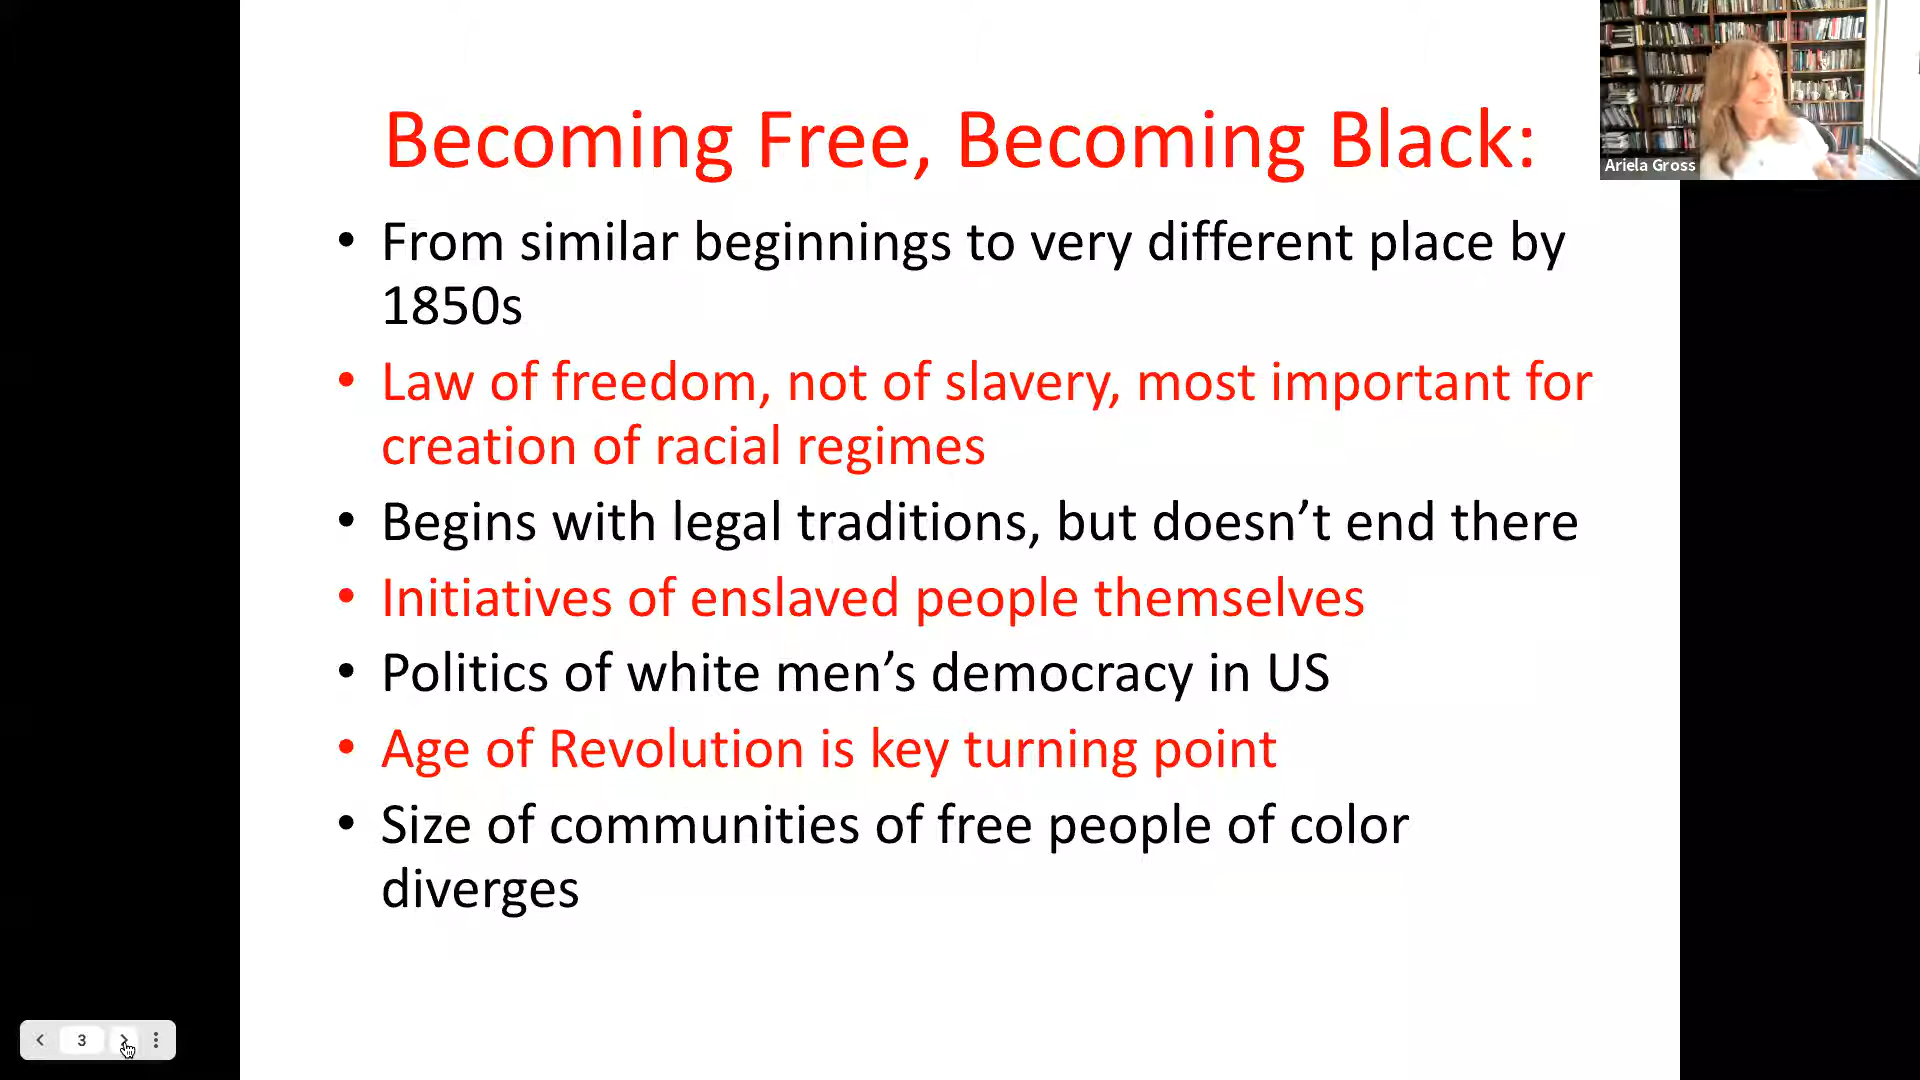 Becoming Free, Becoming Black:
Ariela Gross
• From similar beginnings to very different place by
1850s
• Law of freedom, not of slavery, most important for
creation of racial regimes
• Begins with legal traditions, but doesn’t end there
• Initiatives of enslaved people themselves
• Politics of white men’s democracy in US
• Age of Revolution is key turning point
• Size of communities of free people of color
diverges
3